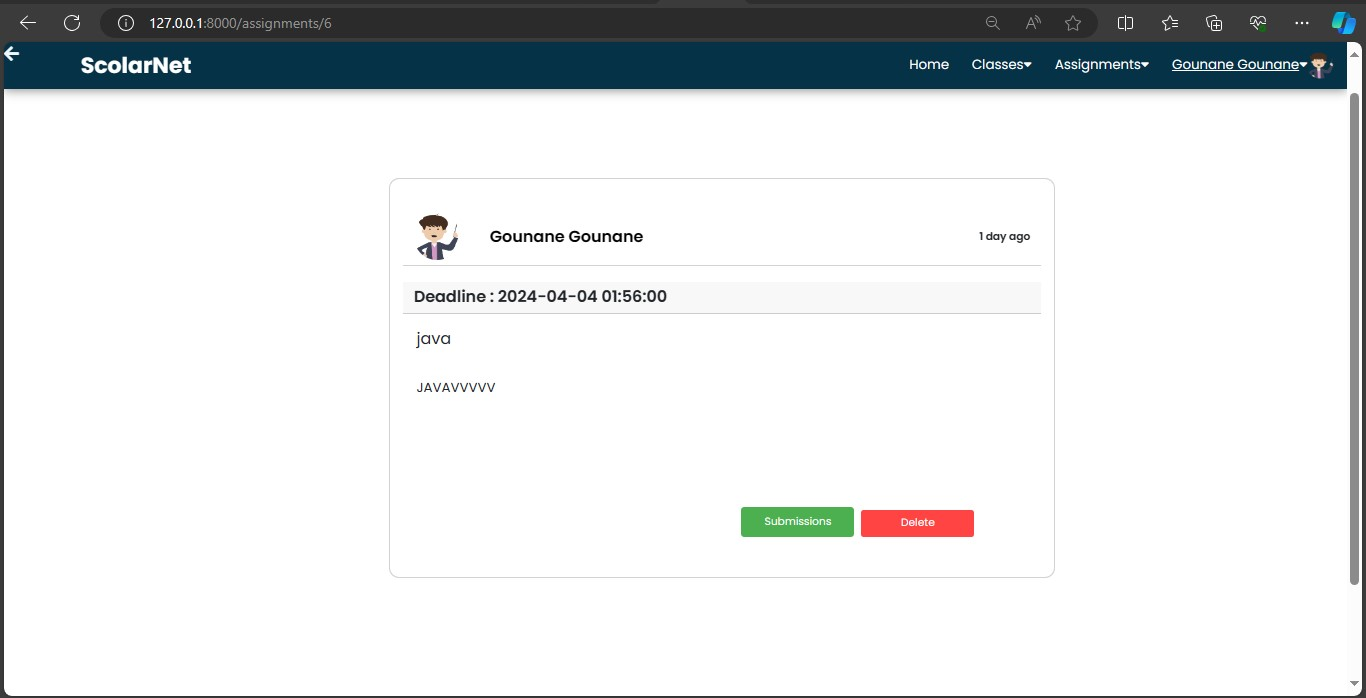 127.0.0.1:8000/assignments/6
ScolarNet
Home Classes Assignments Gounane Gounane
Gounane Gounane 1 day ago
Deadline : 2024-04-04 01:56:00
java
JAVAVVVVV
Submissions Delete